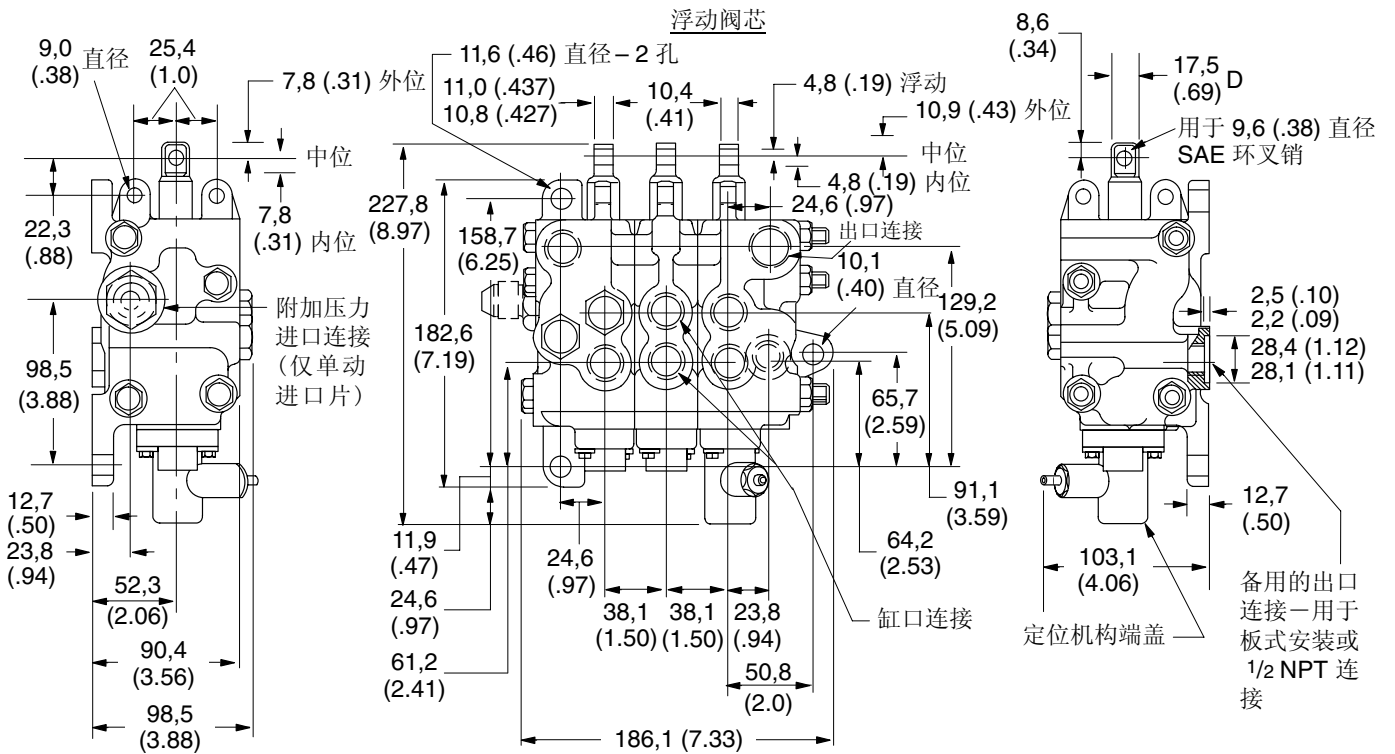 浮动阀芯
9,0
(.38)
直径
25,4
(1.0)
7,8 (.31) 外位
中位
7,8
(.31) 内位
22,3
(.88)
98,5
(3.88)
附加压力
进口连接
(仅单动
进口片)
12,7
(.50)
23,8
(.94)
52,3
(2.06)
90,4
(3.56)
98,5
(3.88)
11,6 (.46) 直径 – 2 孔
11,0 (.437)
10,8 (.427)
10,4
(.41)
4,8 (.19) 浮动
10,9 (.43) 外位
中位
4,8 (.19) 内位
24,6 (.97)
出口连接
10,1
(.40) 直径
227,8
(8.97)
158,7
(6.25)
182,6
(7.19)
129,2
(5.09)
65,7
(2.59)
91,1
(3.59)
64,2
(2.53)
11,9
(.47)
24,6
(.97)
61,2
(2.41)
24,6
(.97)
38,1
(1.50)
38,1
(1.50)
23,8
(.94)
50,8
(2.0)
缸口连接
186,1 (7.33)
8,6
(.34)
17,5
(.69) D
用于 9,6 (.38) 直径
SAE 环叉销
2,5 (.10)
2,2 (.09)
28,4 (1.12)
28,1 (1.11)
12,7
(.50)
103,1
(4.06)
定位机构端盖
备用的出口
连接－用于
板式安装或
1/2 NPT 连
接